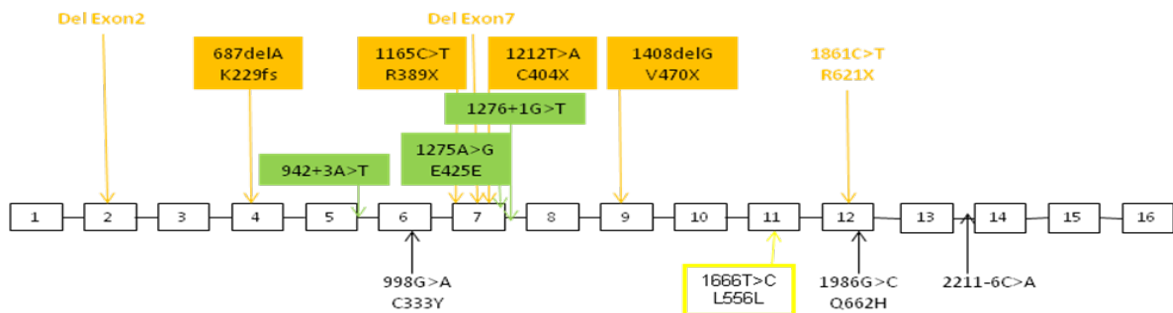 Del Exon2
Del Exon7
687delA
K229fs
1165C>T
R389X
1212T>A
C404X
1408delG
V470X
1861C>T
R621X
1276+1G>T
942+3A>T
1275A>G
E425E
1 2 3 4 5 6 7 8 9 10 11 12 13 14 15 16
998G>A
C333Y
1666T>C
L556L
1986G>C
Q662H
2211-6C>A